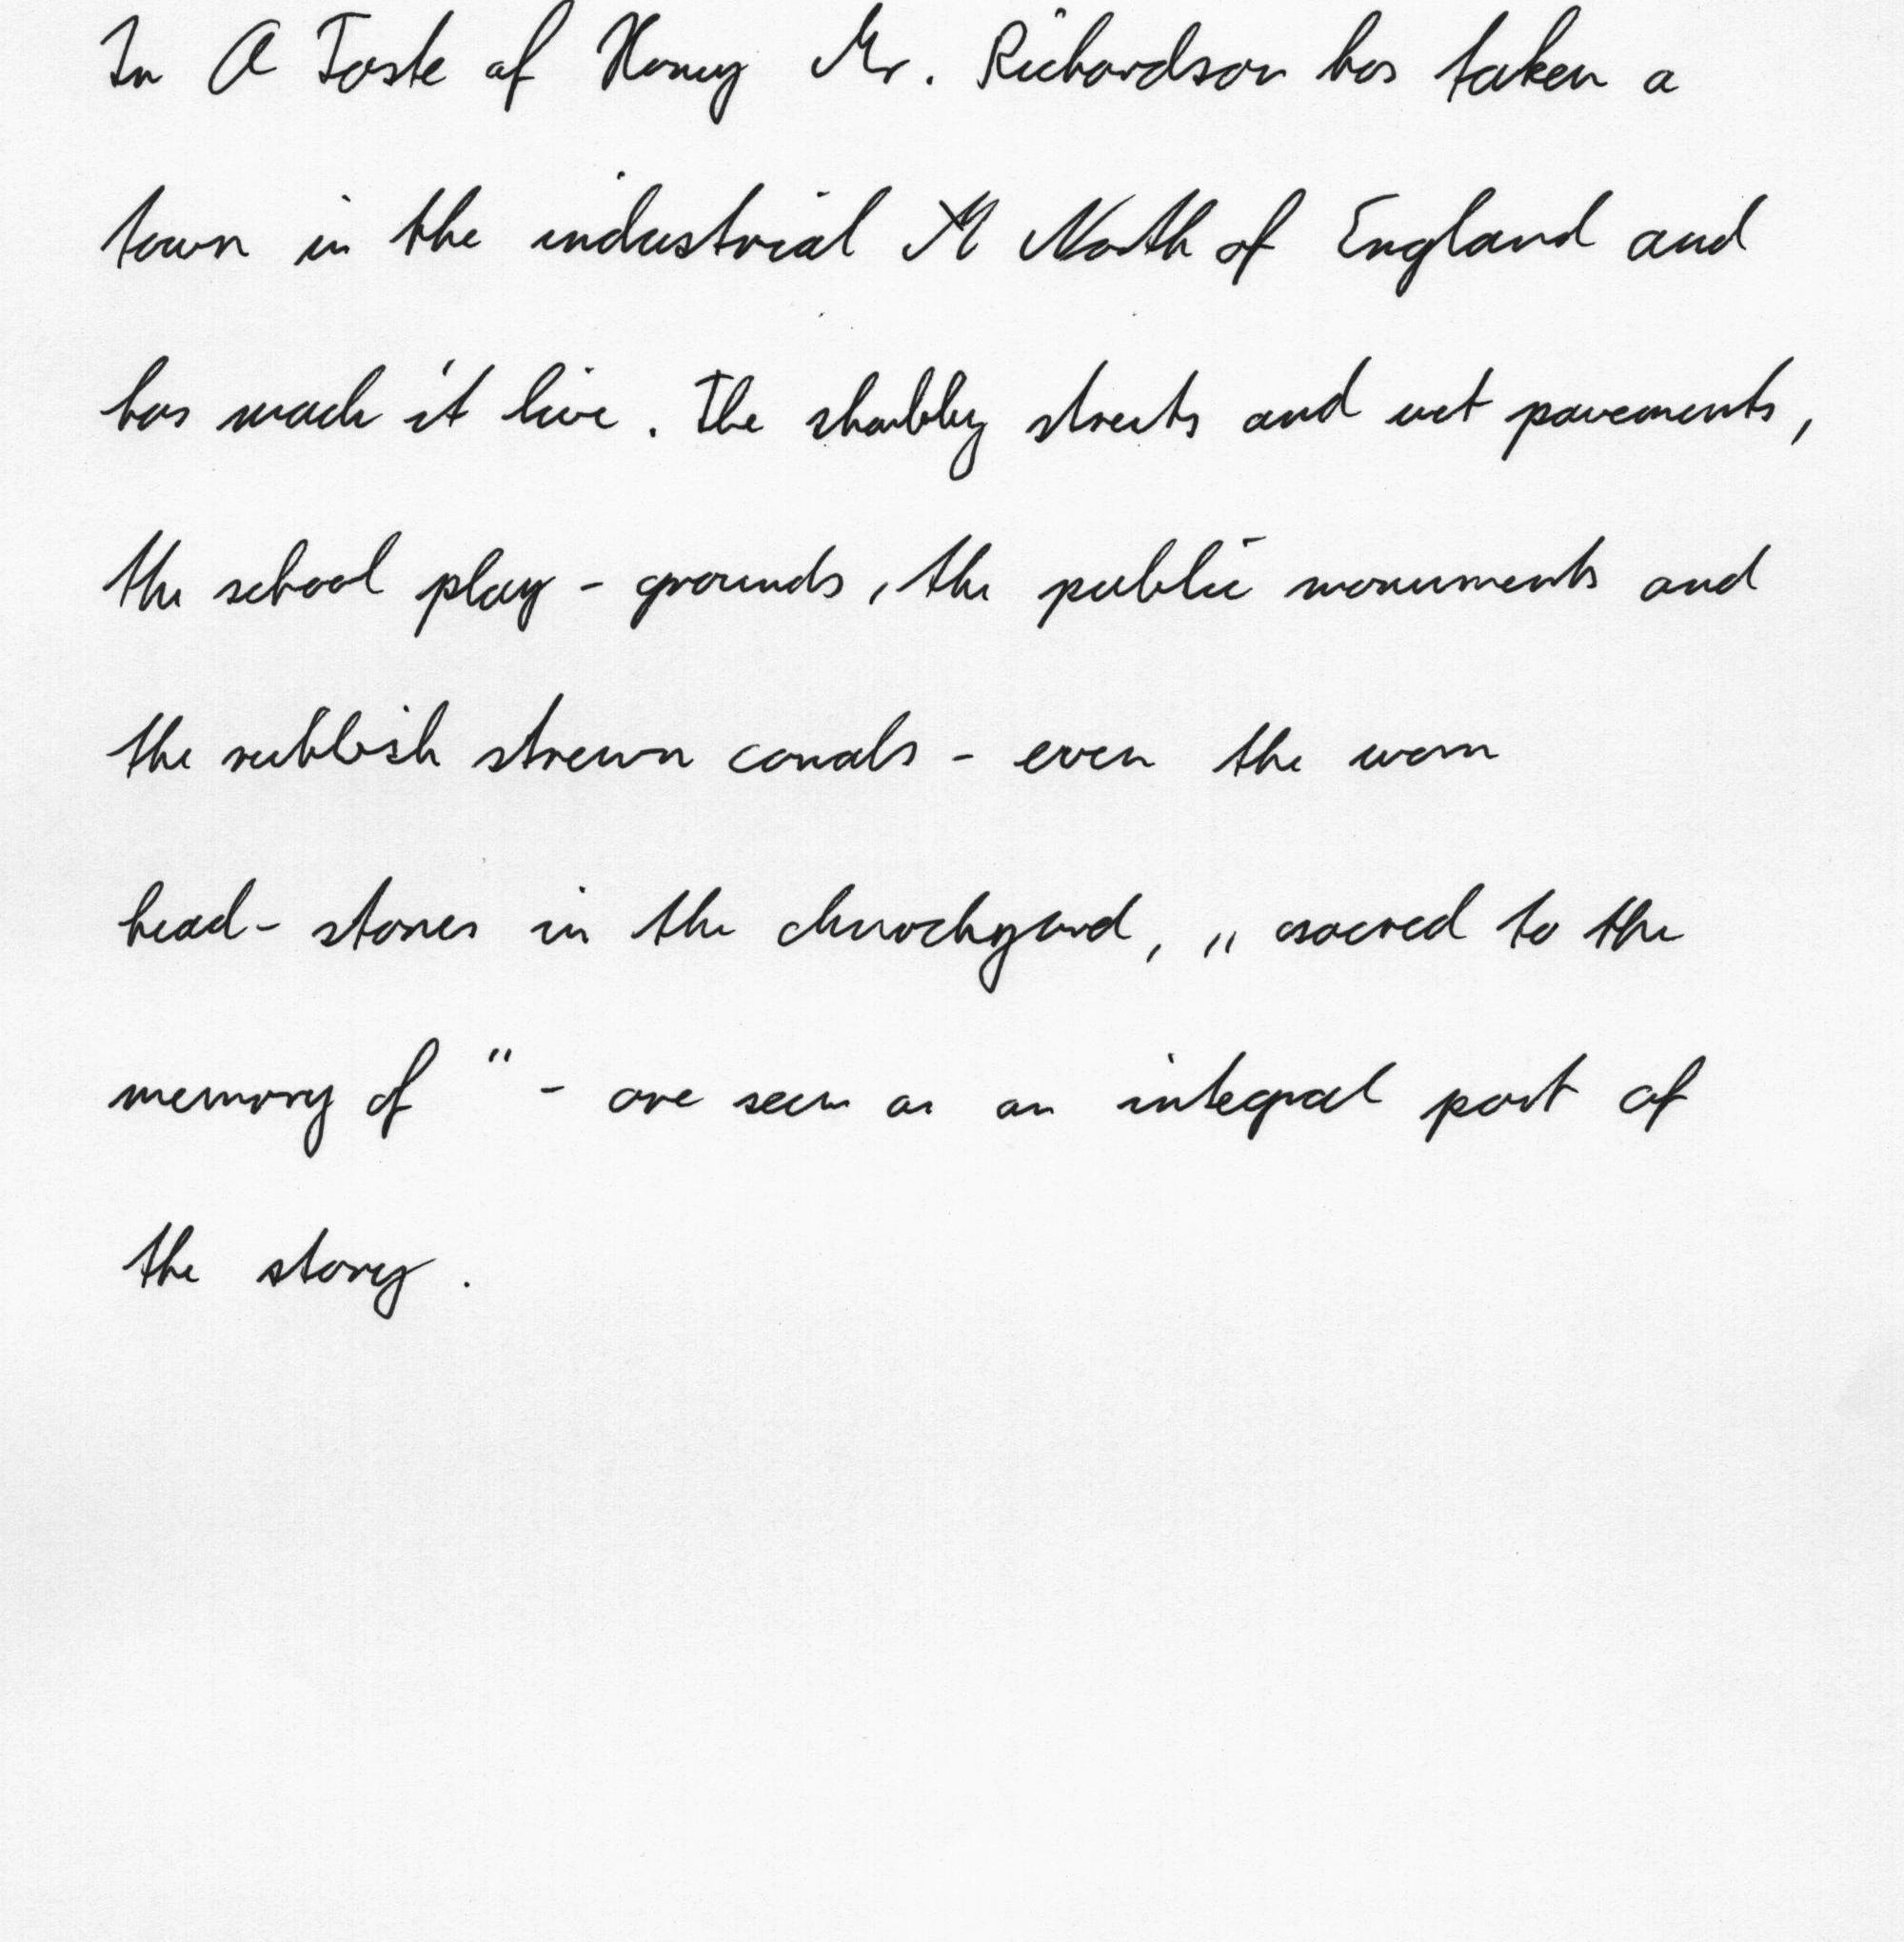 In A Taste of Honey Mr. Richardson has taken a
town in the industrial North of England and
has made it live. The shabby streets and wet pavements,
the school play-grounds, the public monuments and
the rubbish strewn canals - even the worn
head-stones in the churchyard, „sacred to the
memory of" - are seen as an integral part of
the story.